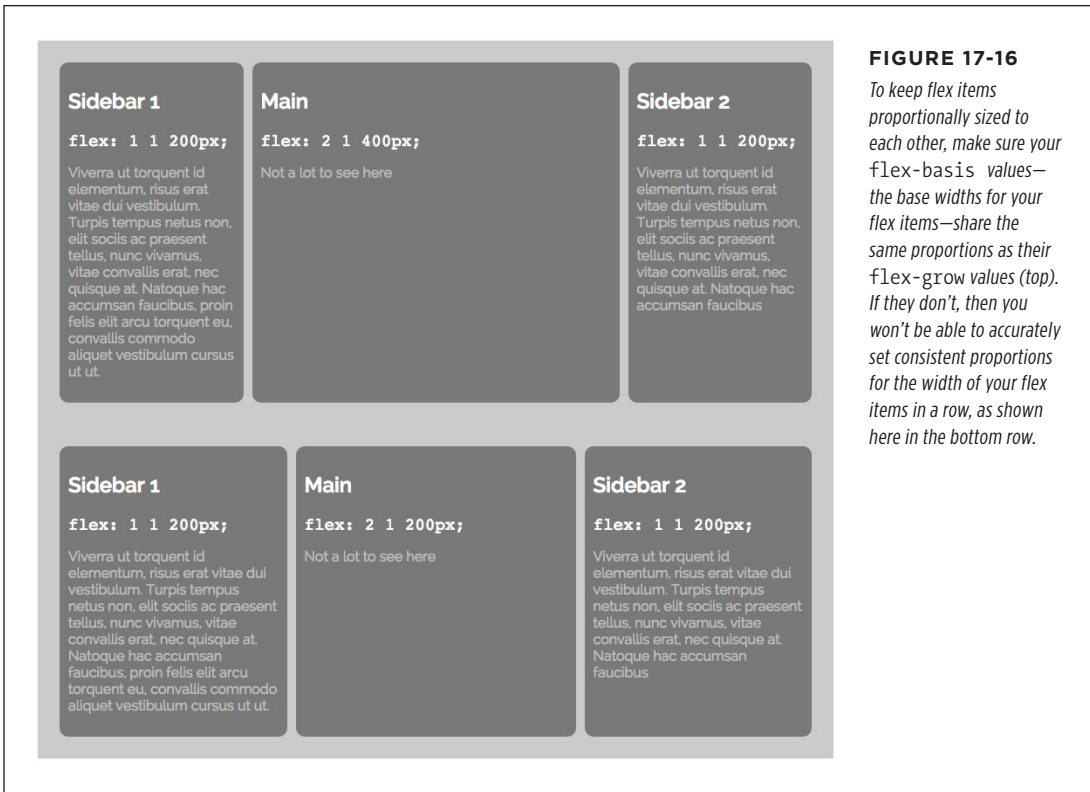 Sidebar 1
flex: 1 1 200px;
Viverra ut torquent id
elementum, risus erat
vitae dui vestibulum.
Turpis tempus netus non,
elit sociis ac praesent
tellus, nunc vivamus,
vitae convallis erat, nec
quisque at. Natoque hac
accumsan faucibus, proin
felis elit arcu torquent eu,
convallis commodo
aliquet vestibulum cursus
ut ut.
Main
flex: 2 1 400px;
Not a lot to see here
Sidebar 2
flex: 1 1 200px;
Viverra ut torquent id
elementum, risus erat
vitae dui vestibulum.
Turpis tempus netus non,
elit sociis ac praesent
tellus, nunc vivamus,
vitae convallis erat, nec
quisque at. Natoque hac
accumsan faucibus
Sidebar 1
flex: 1 1 200px;
Viverra ut torquent id
elementum, risus erat vitae dui
vestibulum. Turpis tempus
netus non, elit sociis ac praesent
tellus, nunc vivamus, vitae
convallis erat, nec quisque at.
Natoque hac accumsan
faucibus, proin felis elit arcu
torquent eu, convallis commodo
aliquet vestibulum cursus ut ut.
Main
flex: 2 1 200px;
Not a lot to see here
Sidebar 2
flex: 1 1 200px;
Viverra ut torquent id
elementum, risus erat vitae dui
vestibulum. Turpis tempus
netus non, elit sociis ac praesent
tellus, nunc vivamus, vitae
convallis erat, nec quisque at.
Natoque hac accumsan
faucibus
FIGURE 17-16
To keep flex items
proportionally sized to
each other, make sure your
flex-basis values—
the base widths for your
flex items—share the
same proportions as their
flex-grow values (top).
If they don't, then you
won't be able to accurately
set consistent proportions
for the width of your flex
items in a row, as shown
here in the bottom row.